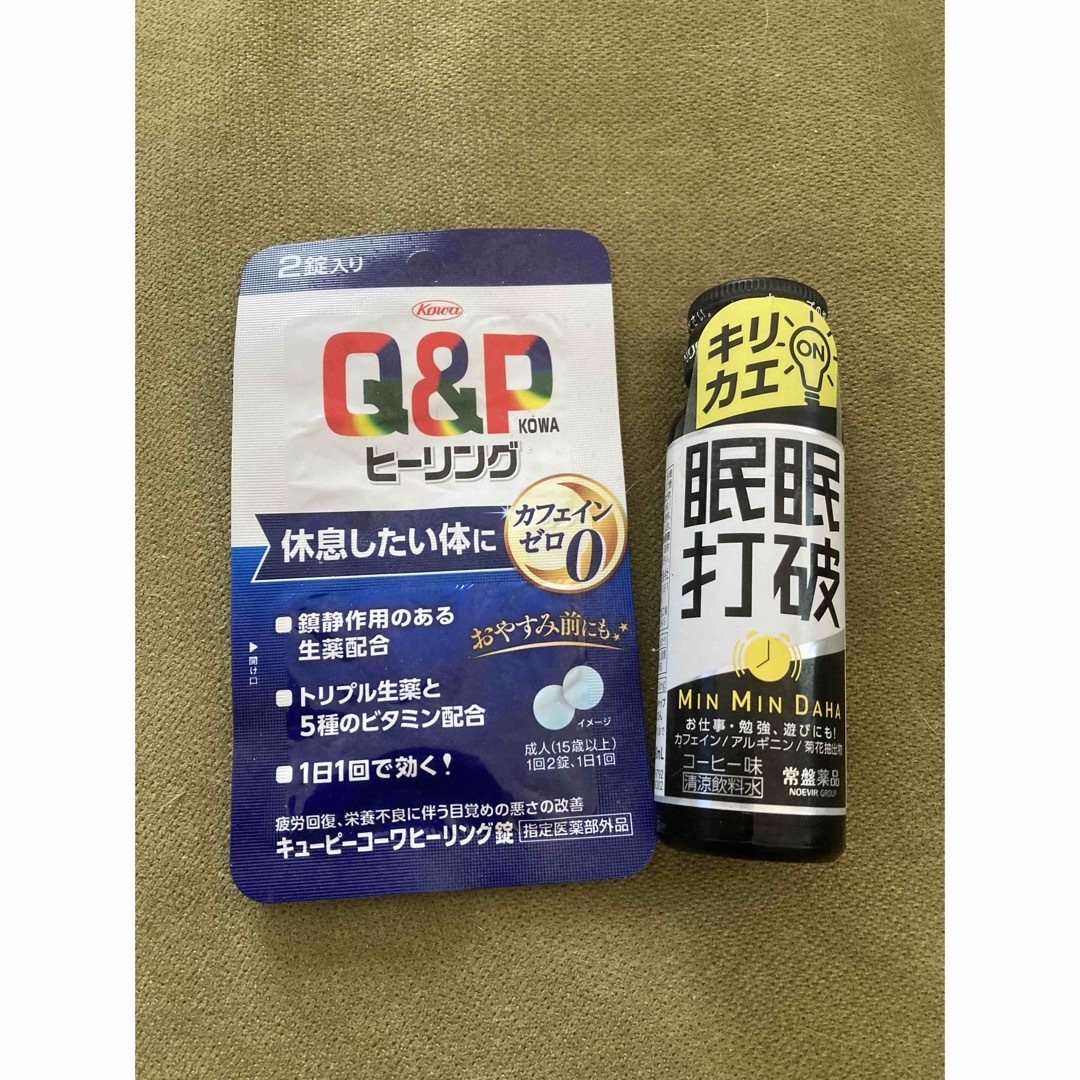 2錠入り
Kowa
Q&P
KOWA
ヒーリング
休息したい体に
カフェイン
ゼロ0
鎮静作用のある
生薬配合
おやすみ前にも
トリプル生薬と
5種のビタミン配合
イメージ
成人(15歳以上)
1回2錠、1日1回
1日1回で効く!
疲労回復、栄養不良に伴う目覚めの悪さの改善
キューピーコーワヒーリング錠 指定医薬部外品
開け口
キリ
カエ
ON
眠眠
打破
MIN MIN DAHA
お仕事・勉強、遊びにも!
カフェイン/アルギニン/菊花抽出物
コーヒー味
清涼飲料水
常盤薬品
NOEVIR GROUP